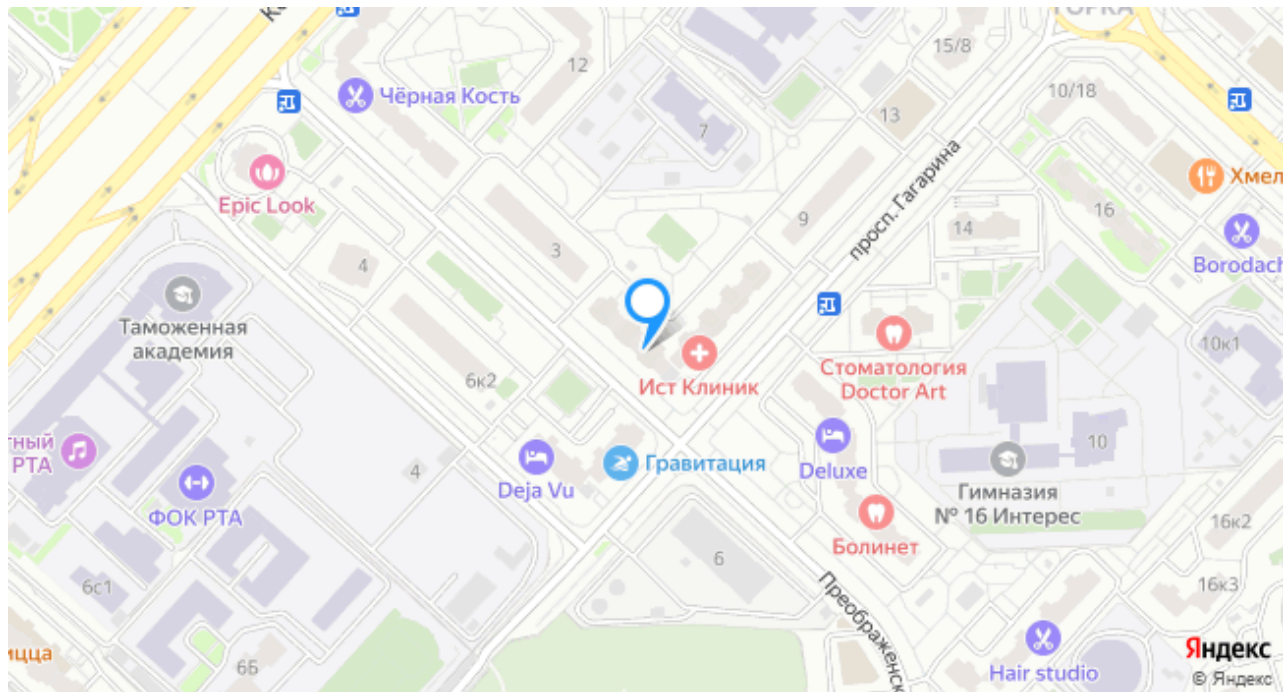 ГОРКА
15/8
12
Чёрная Кость
10/18
13
7
Хмел
Epic Look
9
просп. Гагарина
16
14
3
4
Borodach
Таможенная
академия
10к1
Стоматология
Doctor Art
Ист Клиник
6к2
тный
РТА
10
Гравитация
Deluxe
4
Deja Vu
Гимназия
№ 16 Интерес
ФОК РТА
16к2
Болинет
6
6с1
16к3
Преображенск
ицца
6Б
Hair studio
Яндекс
© Яндекс